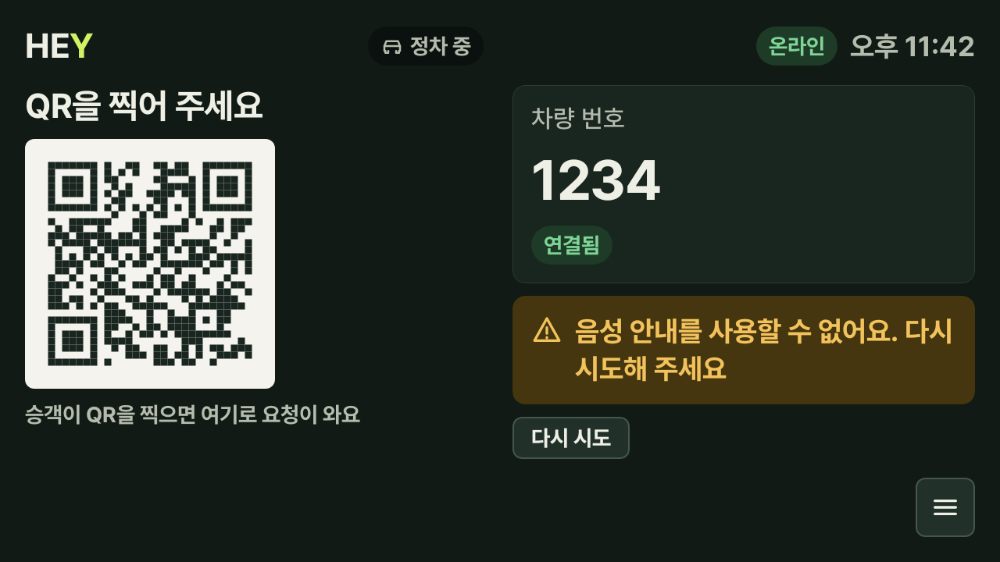 HEY
정차 중
온라인
오후 11:42
QR을 찍어 주세요
승객이 QR을 찍으면 여기로 요청이 와요
차량 번호
1234
연결됨
음성 안내를 사용할 수 없어요. 다시
시도해 주세요
다시 시도